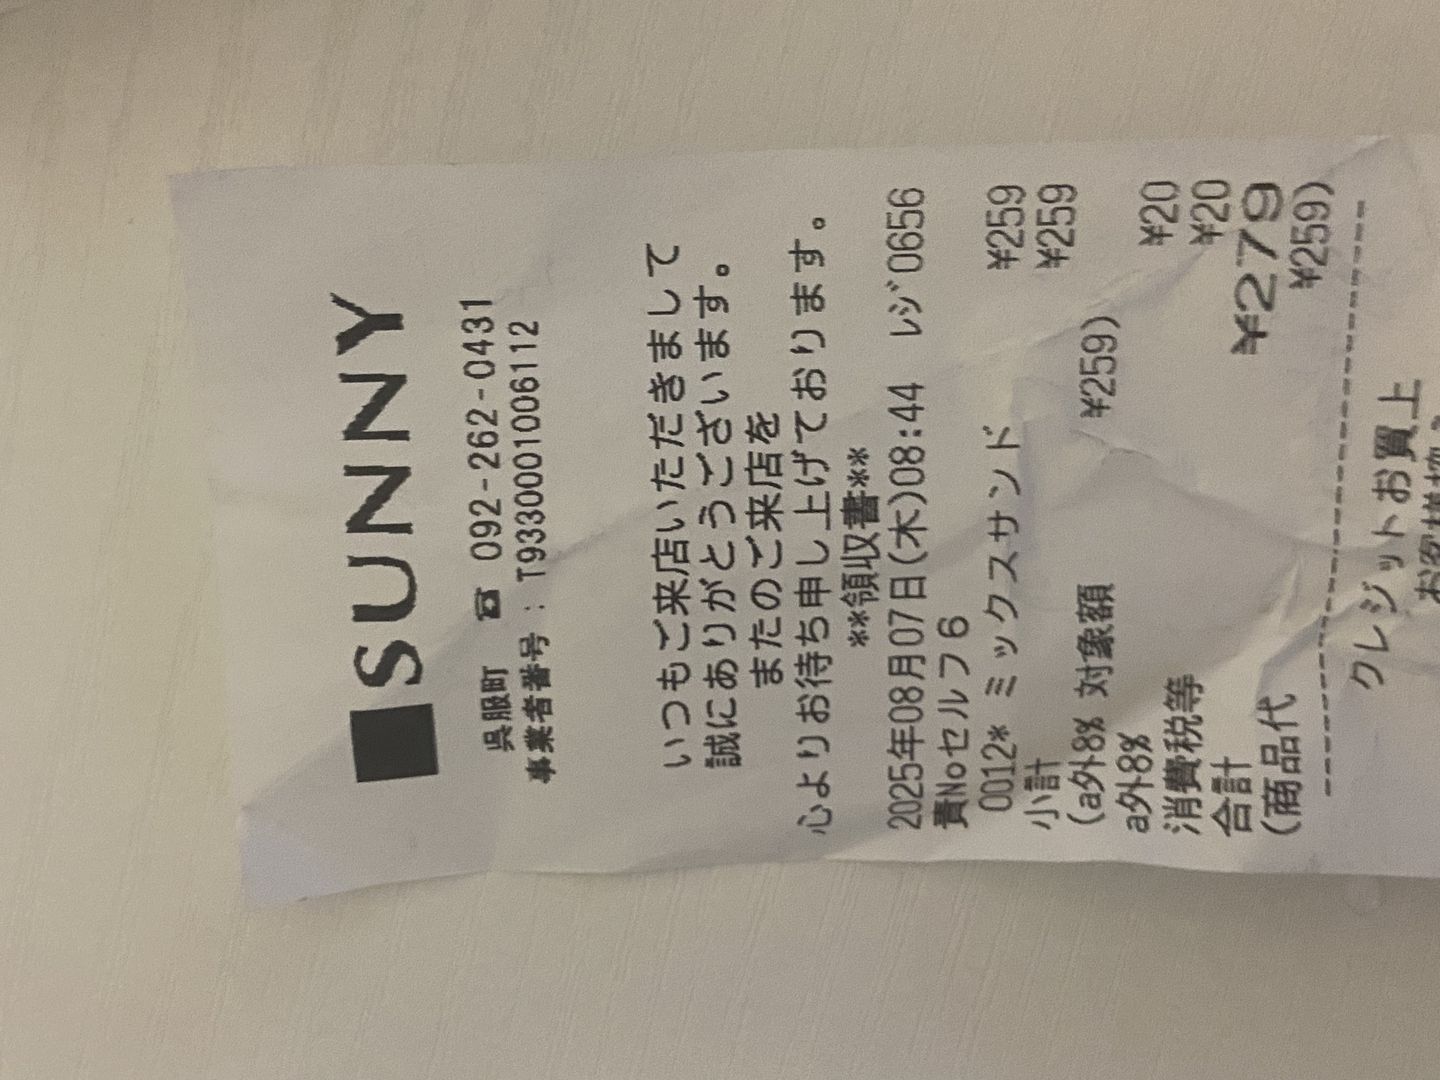 SUNNY
呉服町 ☎ 092-262-0431
事業者番号 : T9330001006112
いつもご来店いただきまして
誠にありがとうございます。
またのご来店を
心よりお待ち申し上げております。
**領収書**
2025年08月07日(木)08:44 レジ0656
責Noセルフ6
0012* ミックスサンド ¥259
小計 ¥259
(a外8% 対象額 ¥259)
a外8% ¥20
消費税等 ¥20
合計 ¥279
(商品代 ¥259)
クレジットお買上